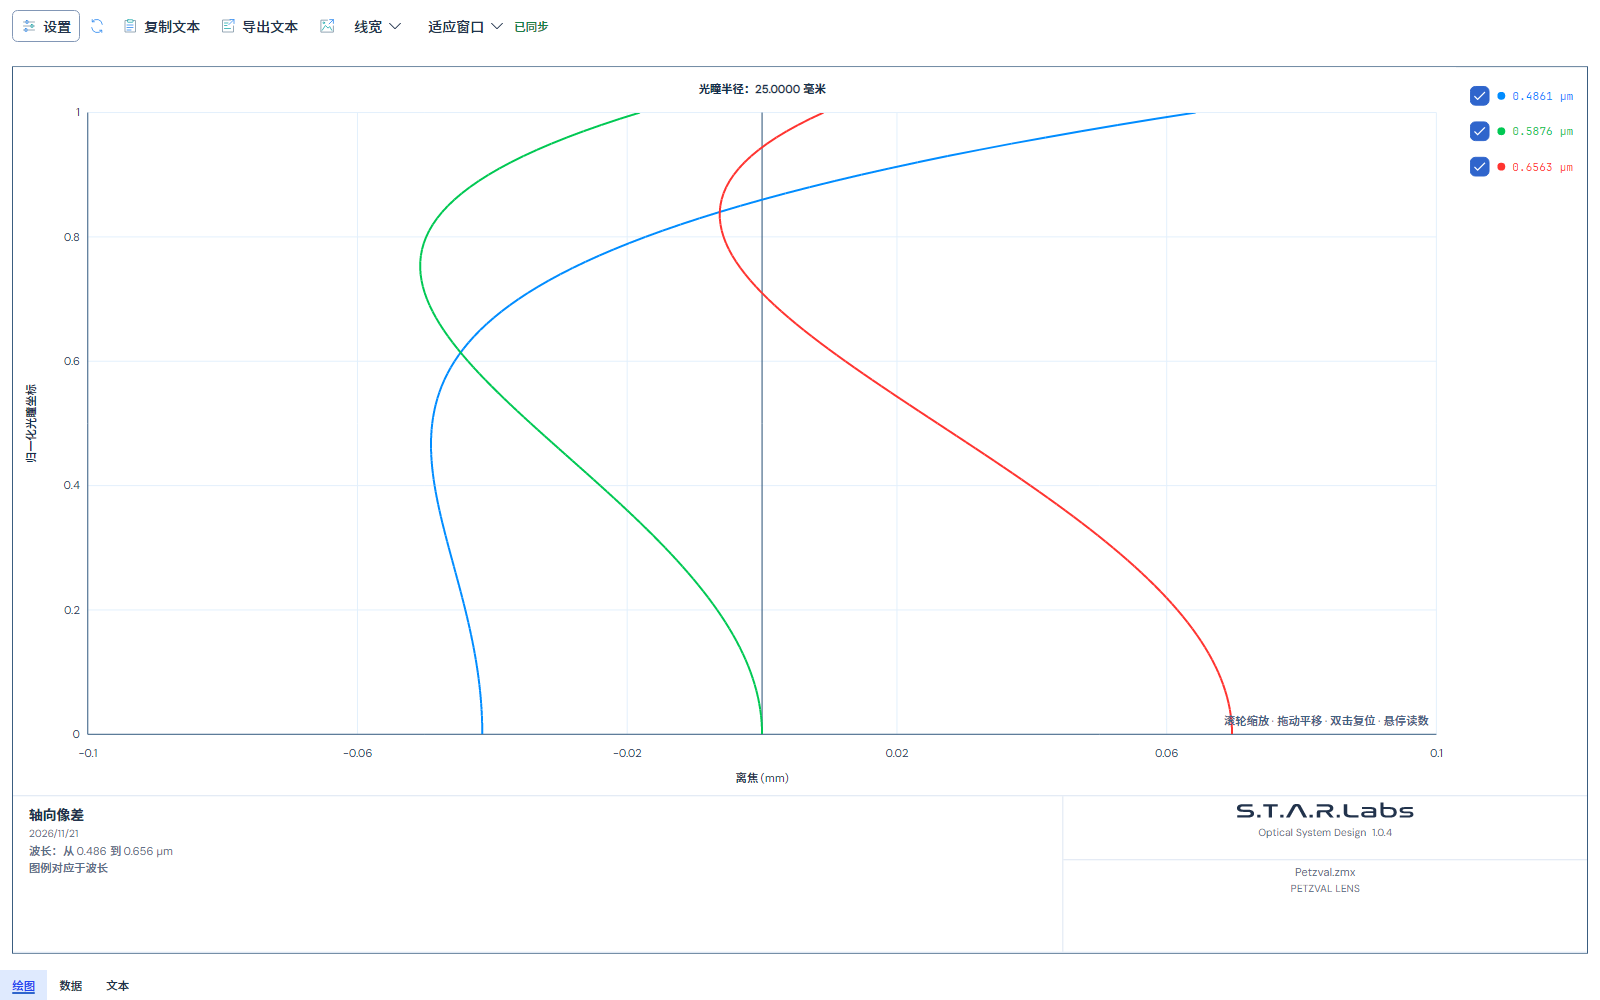 设置 复制文本 导出文本 线宽 适应窗口 已同步
光瞳半径：25.0000 毫米
0.4861 μm
0.5876 μm
0.6563 μm
1
0.8
0.6
0.4
0.2
0
归一化光瞳坐标
滚轮缩放 · 拖动平移 · 双击复位 · 悬停读数
-0.1 -0.06 -0.02 0.02 0.06 0.1
离焦 (mm)
轴向像差
2026/11/21
波长：从 0.486 到 0.656 μm
图例对应于波长
S.T.A.R.Labs
Optical System Design 1.0.4
Petzval.zmx
PETZVAL LENS
绘图 数据 文本